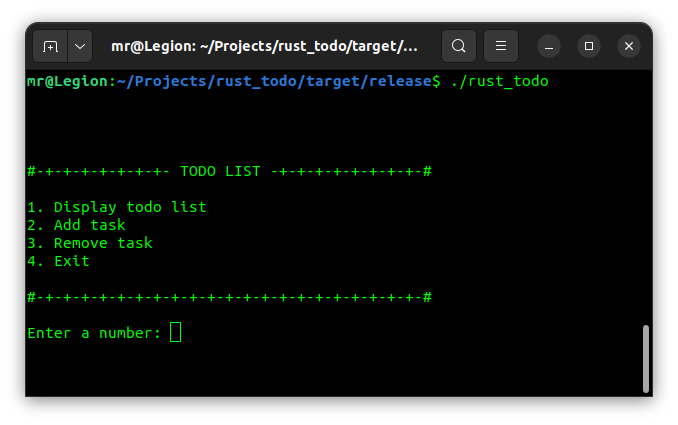 mr@Legion: ~/Projects/rust_todo/target/…
mr@Legion:~/Projects/rust_todo/target/release$ ./rust_todo
#-+-+-+-+-+-+-+- TODO LIST -+-+-+-+-+-+-+-+-#
1. Display todo list
2. Add task
3. Remove task
4. Exit
#-+-+-+-+-+-+-+-+-+-+-+-+-+-+-+-+-+-+-+-+-+-#
Enter a number: